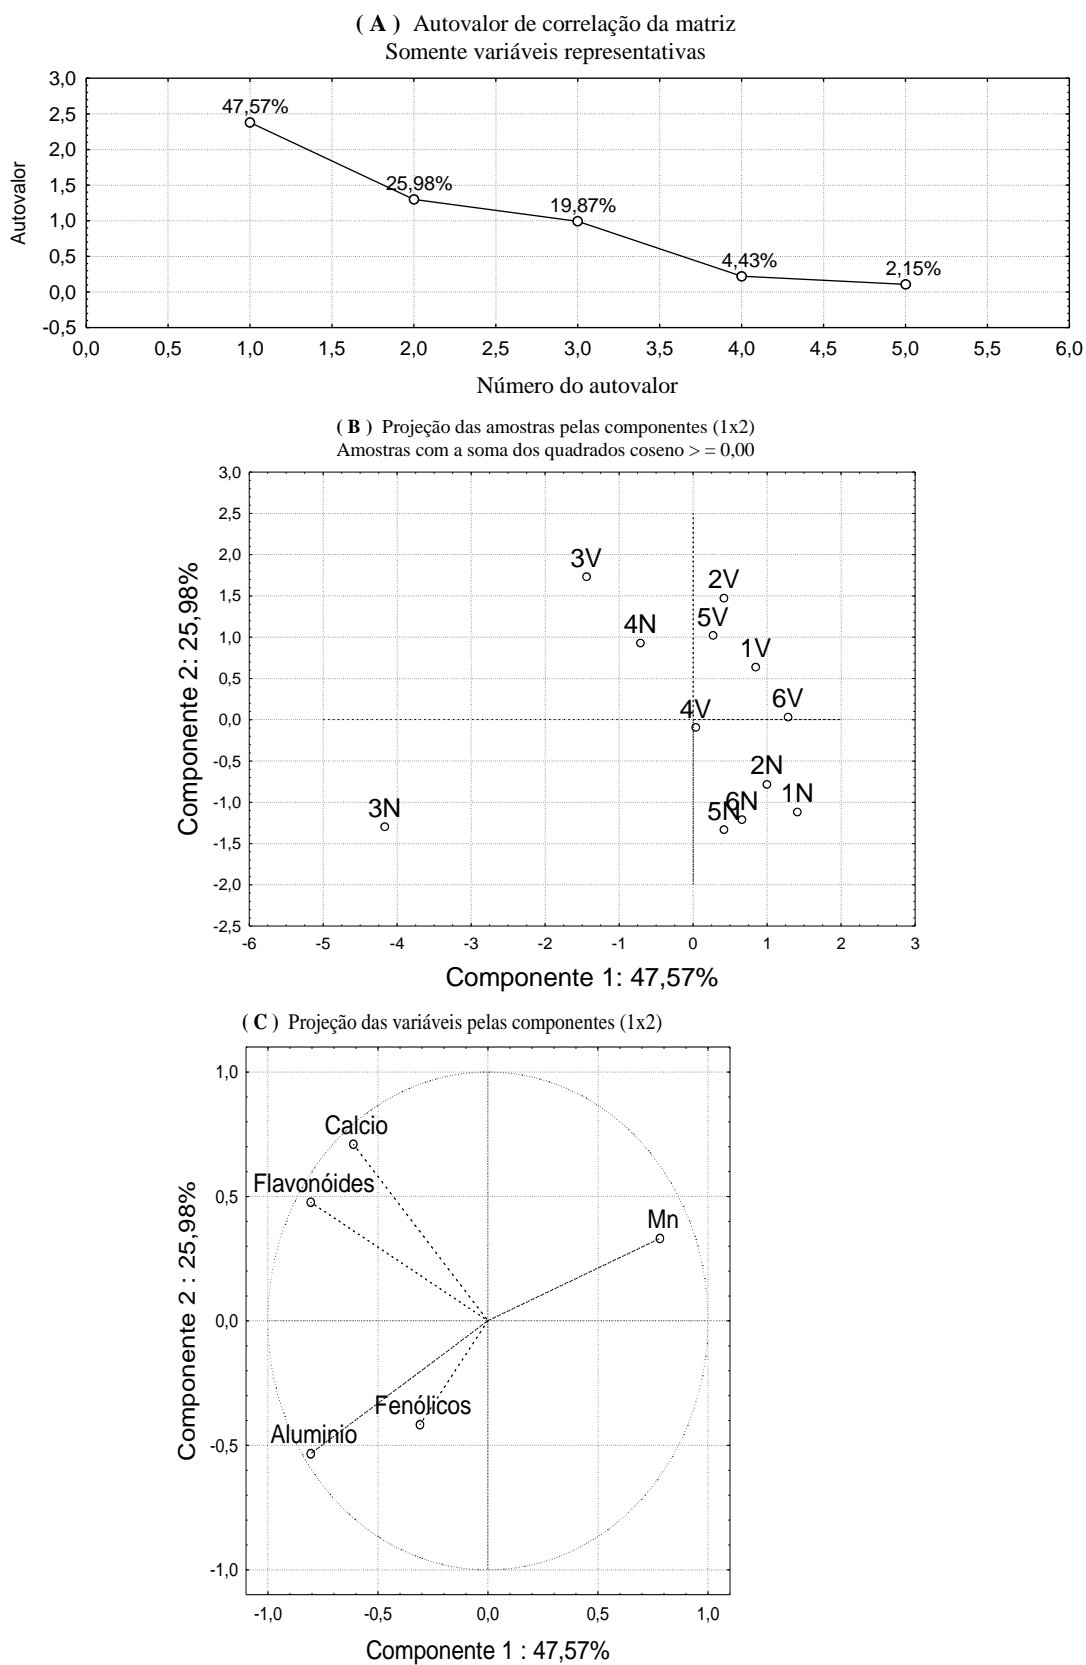 ( A ) Autovalor de correlação da matriz
Somente variáveis representativas
3,0
2,5
2,0
1,5
1,0
0,5
0,0
-0,5
Autovalor
47,57%
25,98%
19,87%
4,43%
2,15%
0,0 0,5 1,0 1,5 2,0 2,5 3,0 3,5 4,0 4,5 5,0 5,5 6,0
Número do autovalor
( B ) Projeção das amostras pelas componentes (1x2)
Amostras com a soma dos quadrados coseno > = 0,00
3,0
2,5
2,0
1,5
1,0
0,5
0,0
-0,5
-1,0
-1,5
-2,0
-2,5
Componente 2: 25,98%
3V
2V
5V
4N
1V
6V
4V
2N
1N
6N
5N
3N
-6 -5 -4 -3 -2 -1 0 1 2 3
Componente 1: 47,57%
( C ) Projeção das variáveis pelas componentes (1x2)
1,0
0,5
0,0
-0,5
-1,0
Componente 2 : 25,98%
Calcio
Flavonóides
Mn
Fenólicos
Aluminio
-1,0 -0,5 0,0 0,5 1,0
Componente 1 : 47,57%